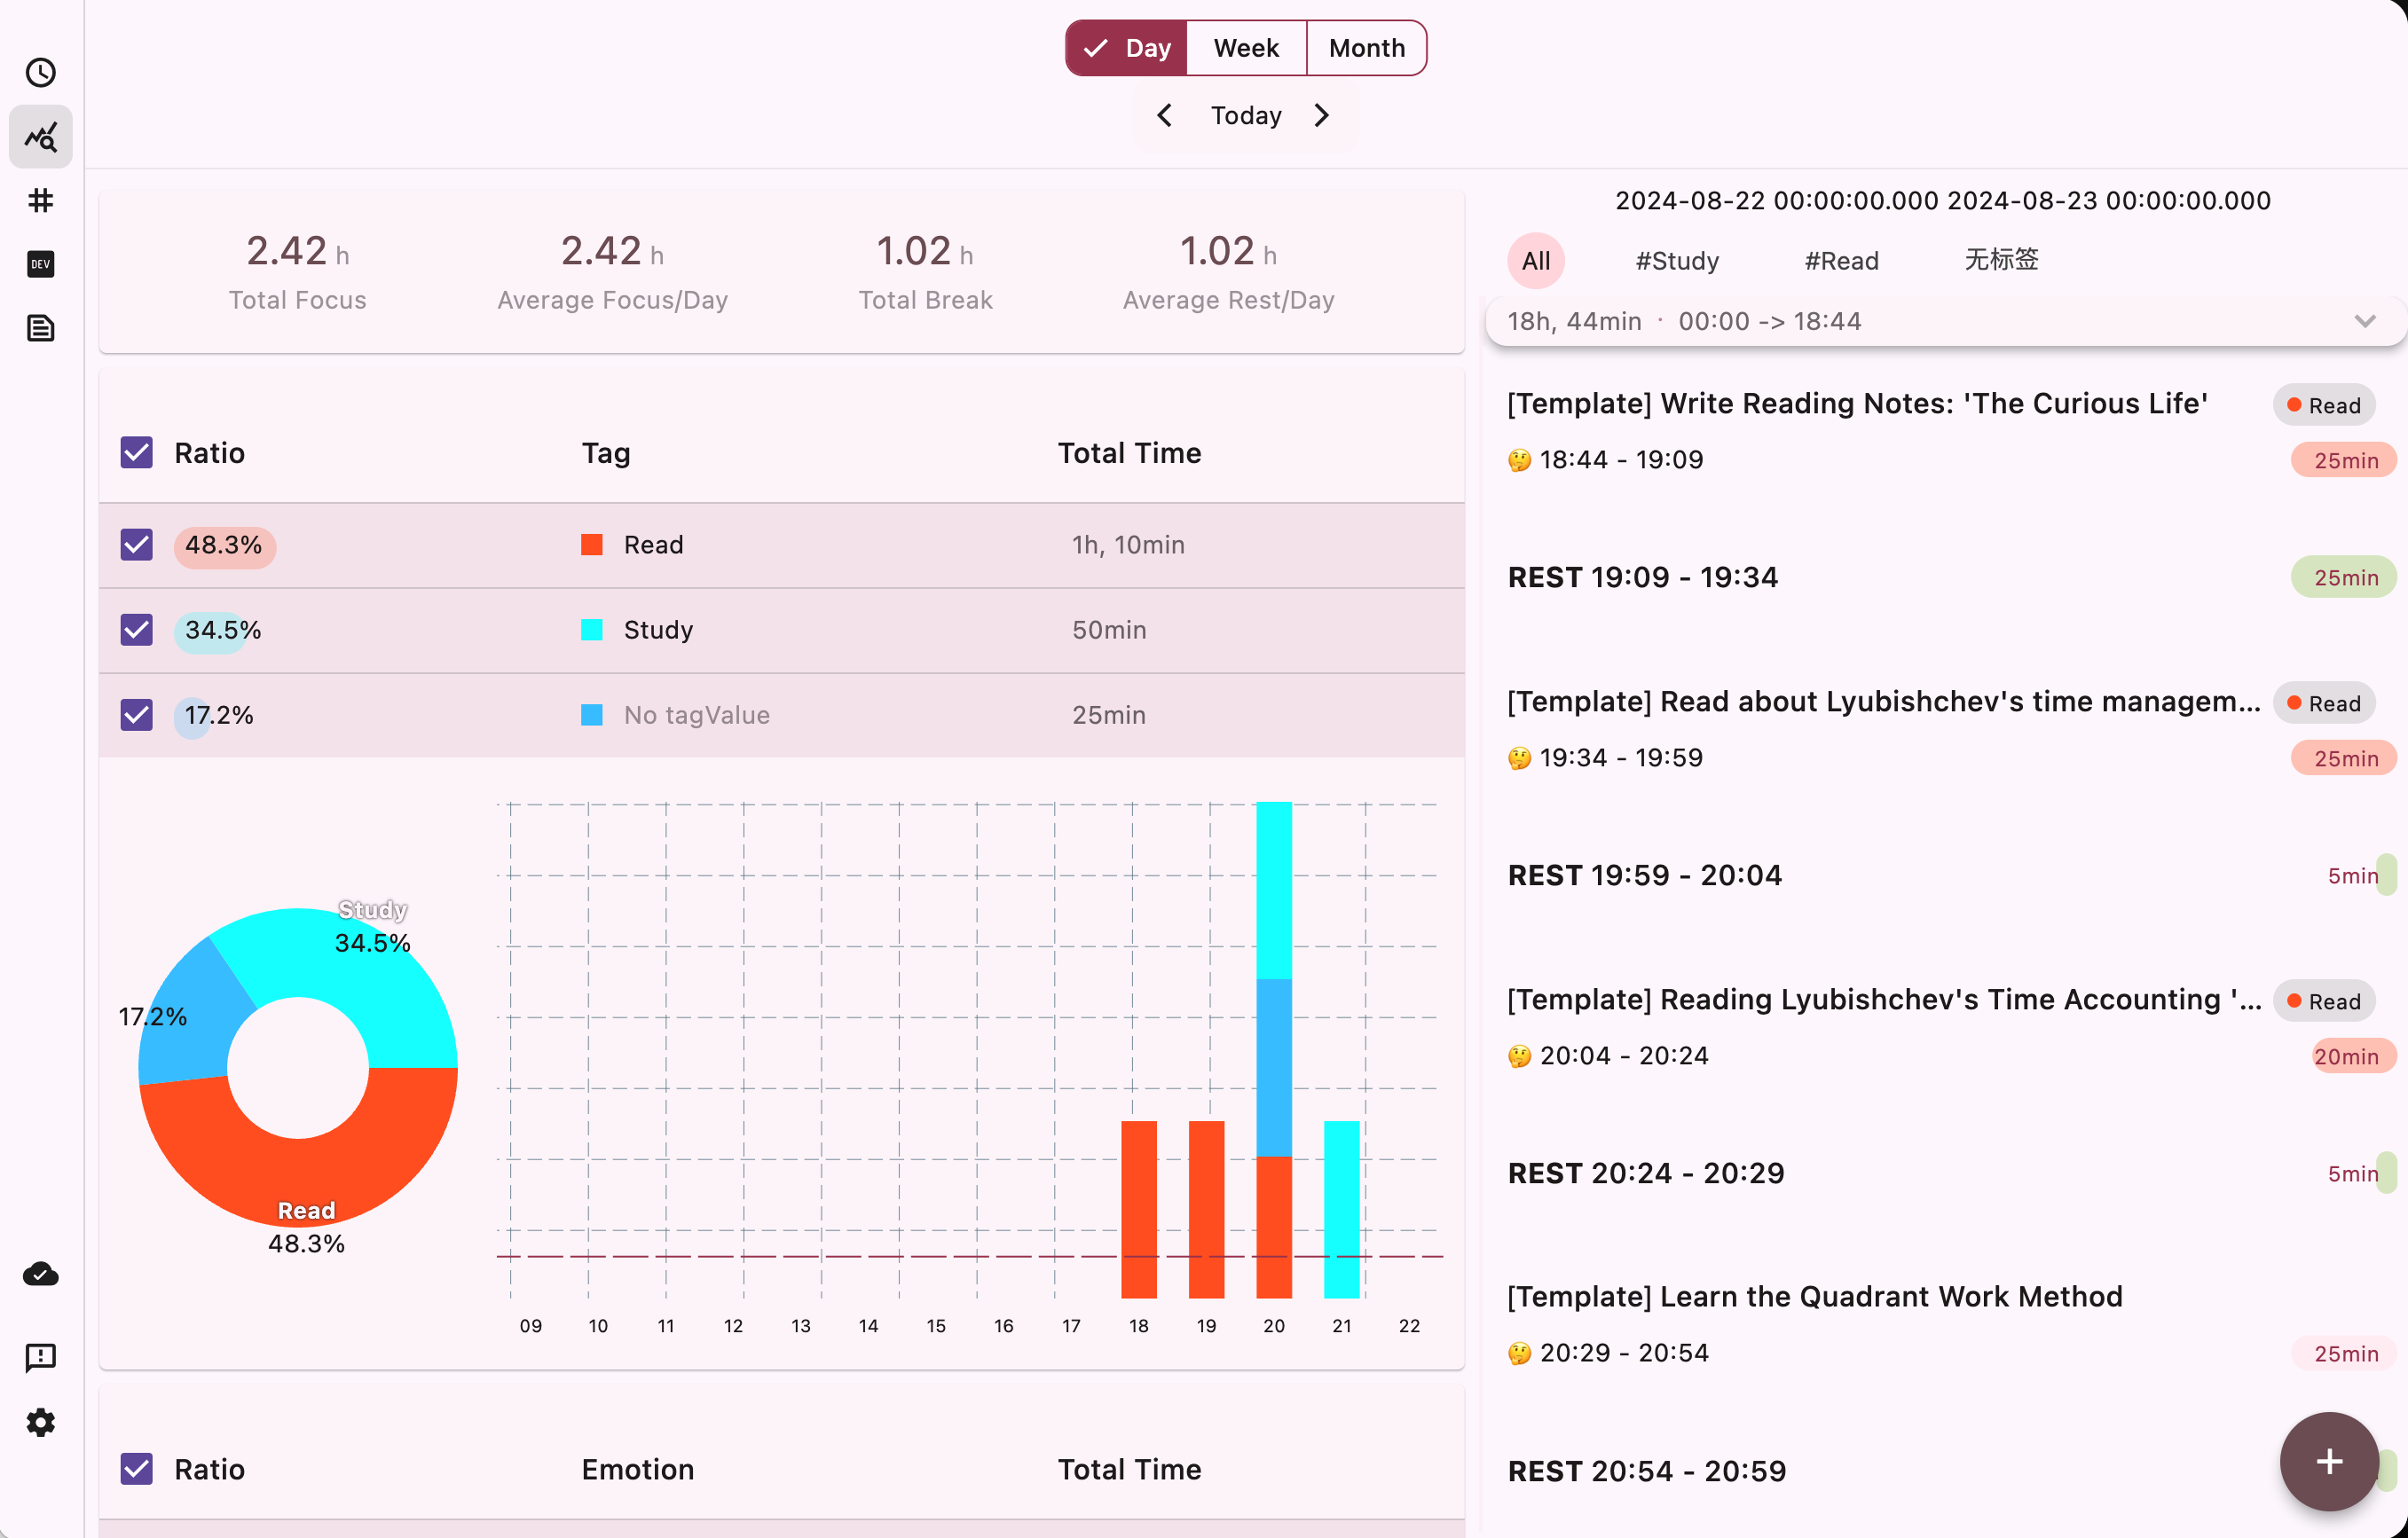 Day Week Month
Today
DEV
2.42 h 2.42 h 1.02 h 1.02 h
Total Focus Average Focus/Day Total Break Average Rest/Day
Ratio Tag Total Time
48.3% Read 1h, 10min
34.5% Study 50min
17.2% No tagValue 25min
Study
34.5%
17.2%
Read
48.3%
09 10 11 12 13 14 15 16 17 18 19 20 21 22
Ratio Emotion Total Time
2024-08-22 00:00:00.000 2024-08-23 00:00:00.000
All #Study #Read 无标签
18h, 44min · 00:00 -> 18:44
[Template] Write Reading Notes: 'The Curious Life' Read
🤔 18:44 - 19:09 25min
REST 19:09 - 19:34 25min
[Template] Read about Lyubishchev's time managem... Read
🤔 19:34 - 19:59 25min
REST 19:59 - 20:04 5min
[Template] Reading Lyubishchev's Time Accounting '... Read
🤔 20:04 - 20:24 20min
REST 20:24 - 20:29 5min
[Template] Learn the Quadrant Work Method
🤔 20:29 - 20:54 25min
REST 20:54 - 20:59